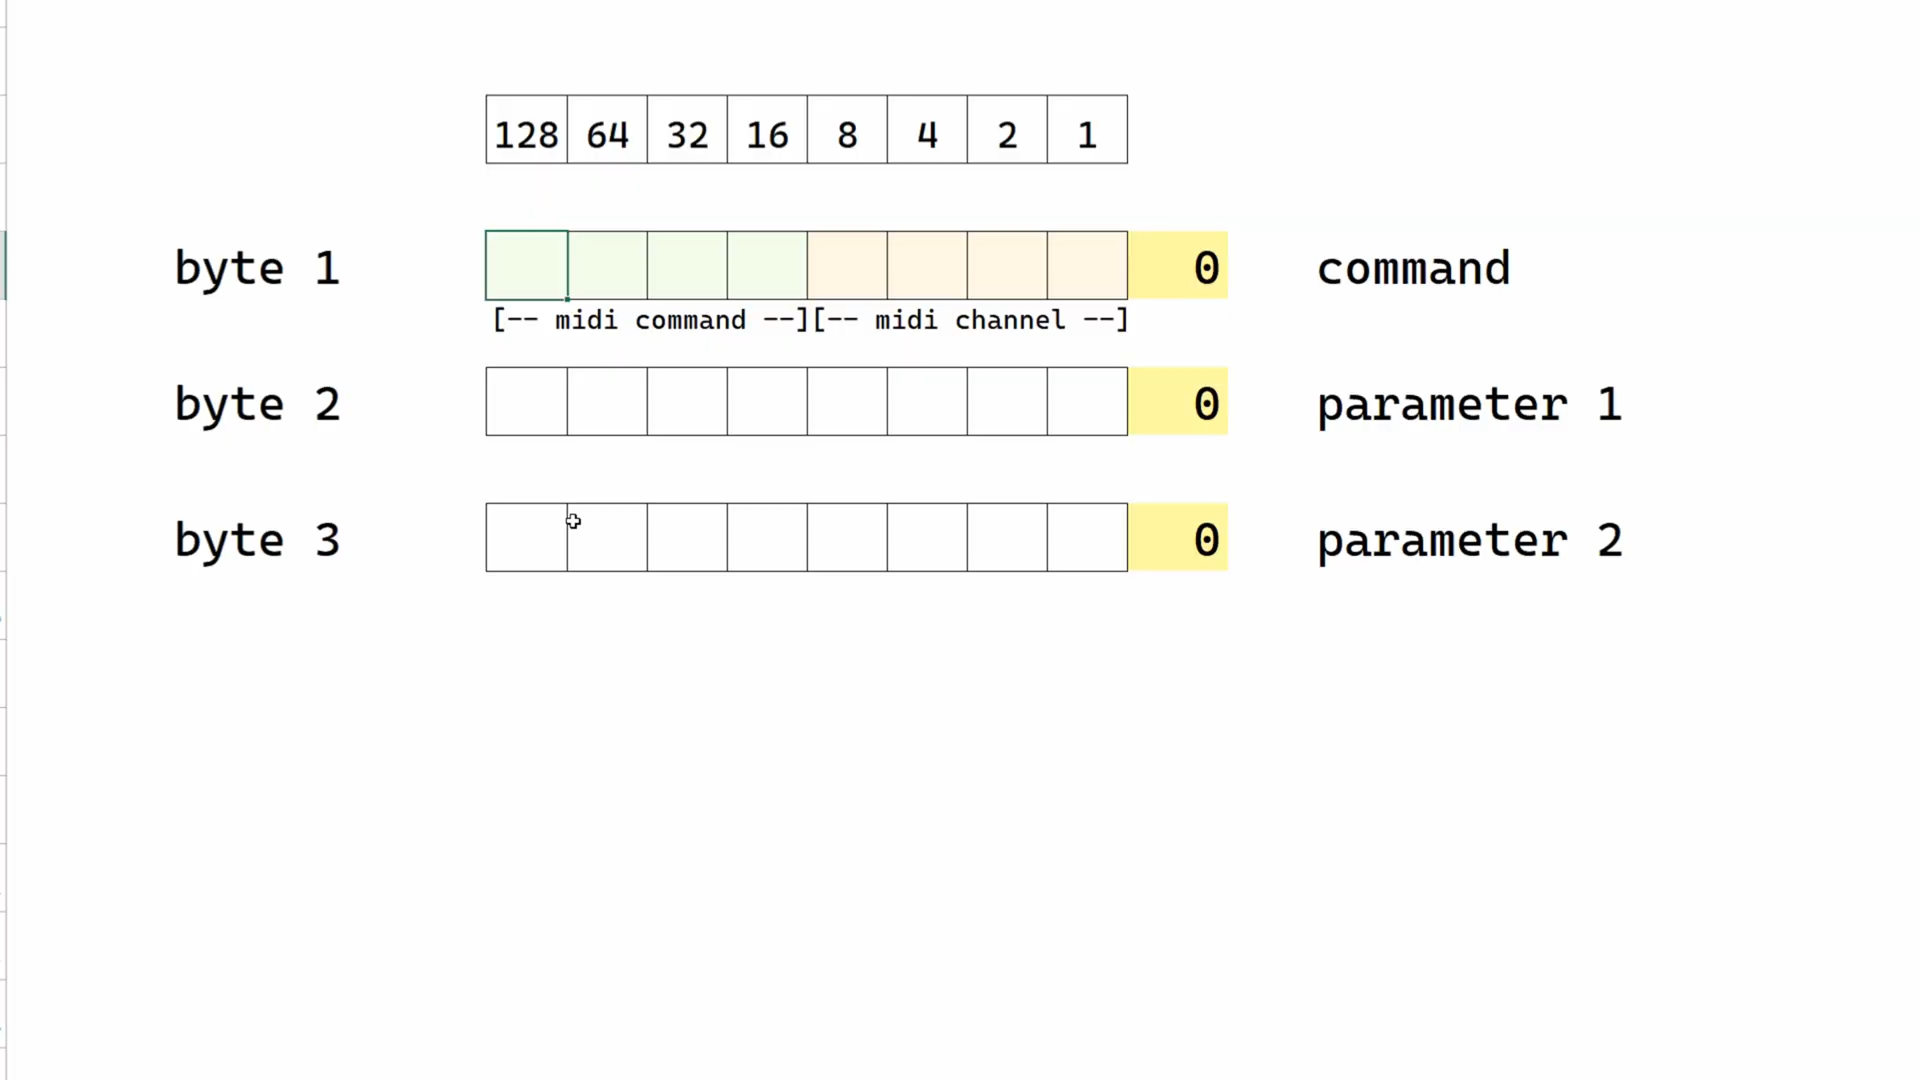 128 64 32 16 8 4 2 1
byte 1 0 command
[-- midi command --][-- midi channel --]
byte 2 0 parameter 1
byte 3 0 parameter 2